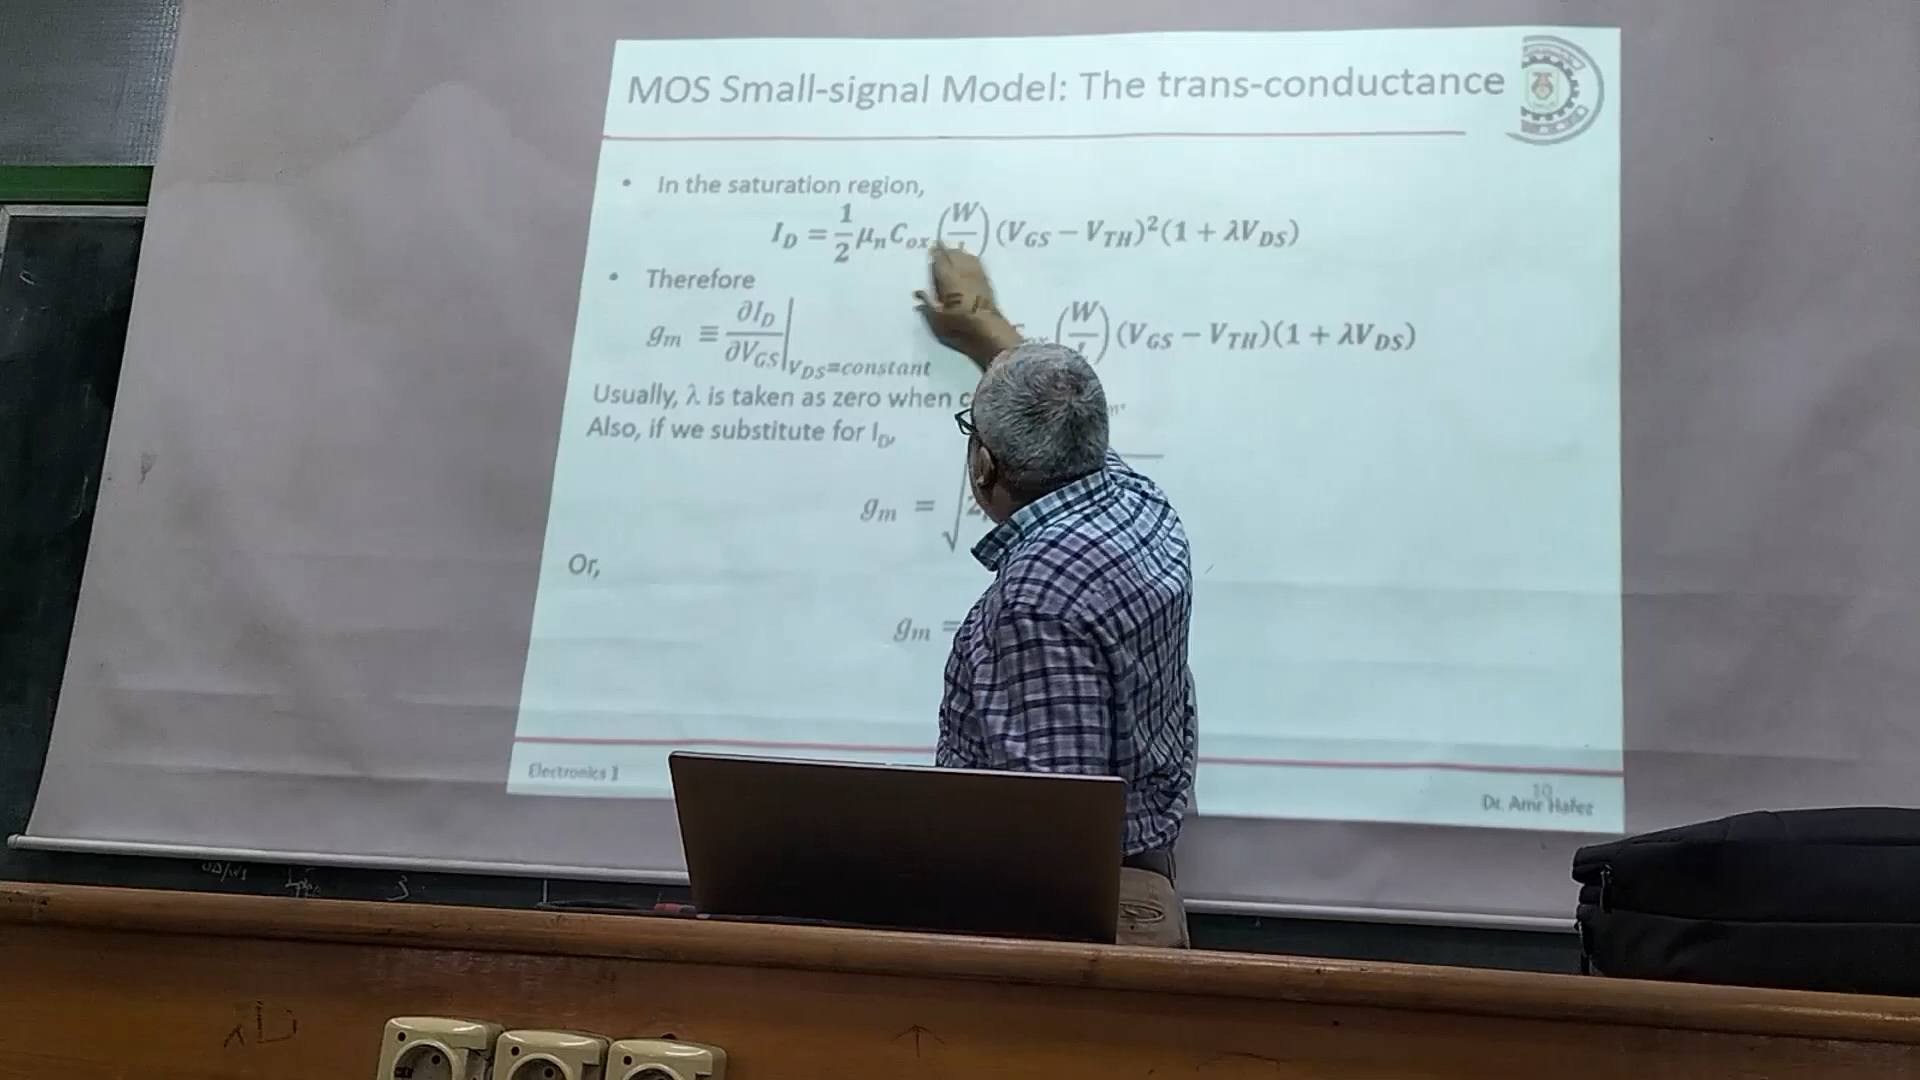 MOS Small-signal Model: The trans-conductance
• In the saturation region,
I_D = 1/2 μ_n C_ox (W/L) (V_GS − V_TH)²(1 + λV_DS)
• Therefore
g_m ≡ ∂I_D/∂V_GS |_{V_DS=constant} (W/L) (V_GS − V_TH)(1 + λV_DS)
Usually, λ is taken as zero when
Also, if we substitute for I_D,
g_m = √2
Or,
g_m =
Electronics 1
10
Dr. Amr Hafez